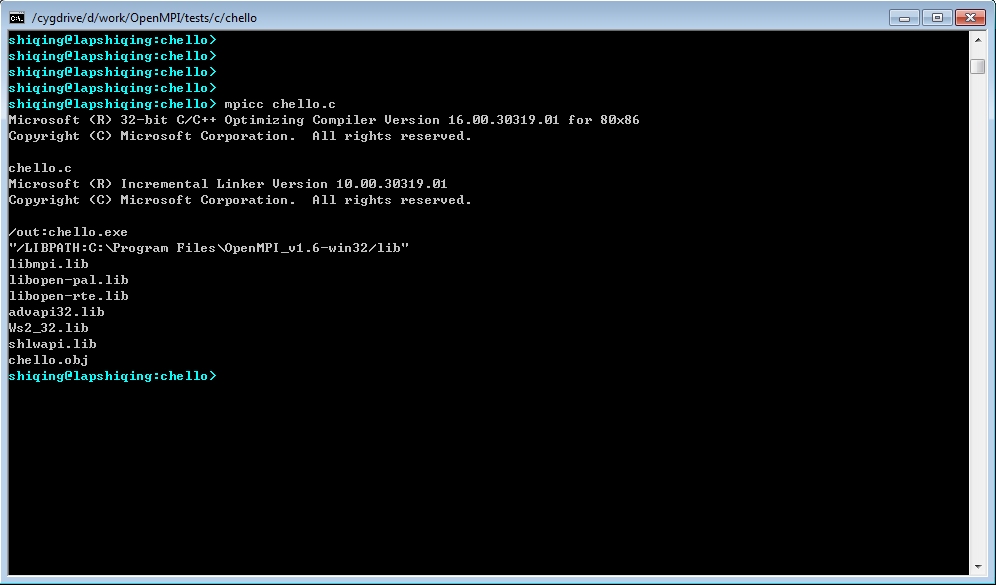 /cygdrive/d/work/OpenMPI/tests/c/chello
shiqing@lapshiqing:chello>
shiqing@lapshiqing:chello>
shiqing@lapshiqing:chello>
shiqing@lapshiqing:chello>
shiqing@lapshiqing:chello> mpicc chello.c
Microsoft (R) 32-bit C/C++ Optimizing Compiler Version 16.00.30319.01 for 80x86
Copyright (C) Microsoft Corporation.  All rights reserved.

chello.c
Microsoft (R) Incremental Linker Version 10.00.30319.01
Copyright (C) Microsoft Corporation.  All rights reserved.

/out:chello.exe
"/LIBPATH:C:\Program Files\OpenMPI_v1.6-win32/lib"
libmpi.lib
libopen-pal.lib
libopen-rte.lib
advapi32.lib
Ws2_32.lib
shlwapi.lib
chello.obj
shiqing@lapshiqing:chello>